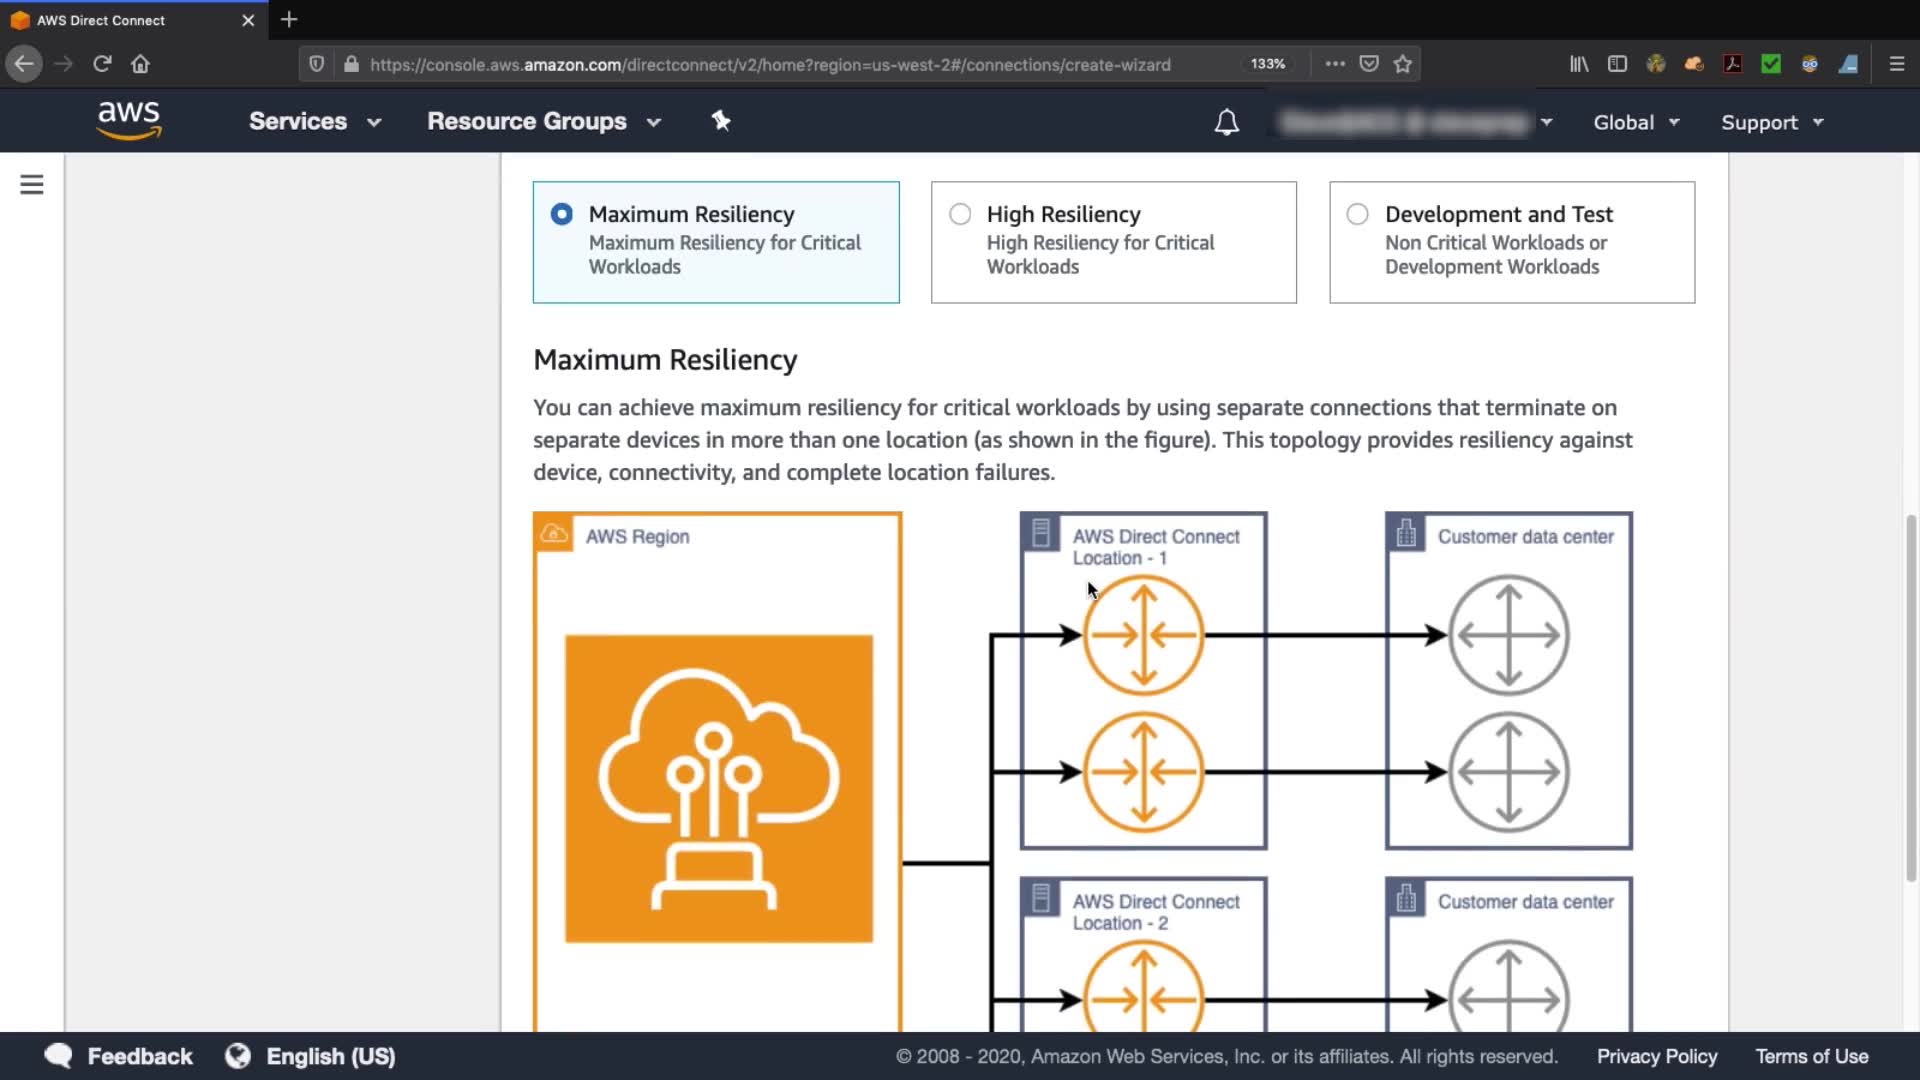 AWS Direct Connect
https://console.aws.amazon.com/directconnect/v2/home?region=us-west-2#/connections/create-wizard
133%
aws
Services
Resource Groups
Global
Support
Maximum Resiliency
Maximum Resiliency for Critical
Workloads
High Resiliency
High Resiliency for Critical
Workloads
Development and Test
Non Critical Workloads or
Development Workloads
Maximum Resiliency
You can achieve maximum resiliency for critical workloads by using separate connections that terminate on
separate devices in more than one location (as shown in the figure). This topology provides resiliency against
device, connectivity, and complete location failures.
AWS Region
AWS Direct Connect
Location - 1
Customer data center
AWS Direct Connect
Location - 2
Customer data center
Feedback
English (US)
© 2008 - 2020, Amazon Web Services, Inc. or its affiliates. All rights reserved.
Privacy Policy
Terms of Use